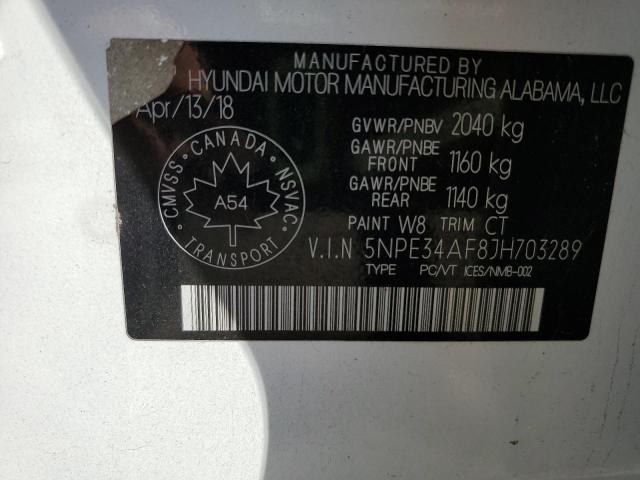 MANUFACTURED BY
HYUNDAI MOTOR MANUFACTURING ALABAMA, LLC
Apr/13/18
GVWR/PNBV 2040 kg
GAWR/PNBE
FRONT 1160 kg
GAWR/PNBE
REAR 1140 kg
PAINT W8 TRIM CT
V.I.N 5NPE34AF8JH703289
TYPE PC/VT ICES/NMB-002
CANADA
CMVSS
NSVAC
A54
TRANSPORT